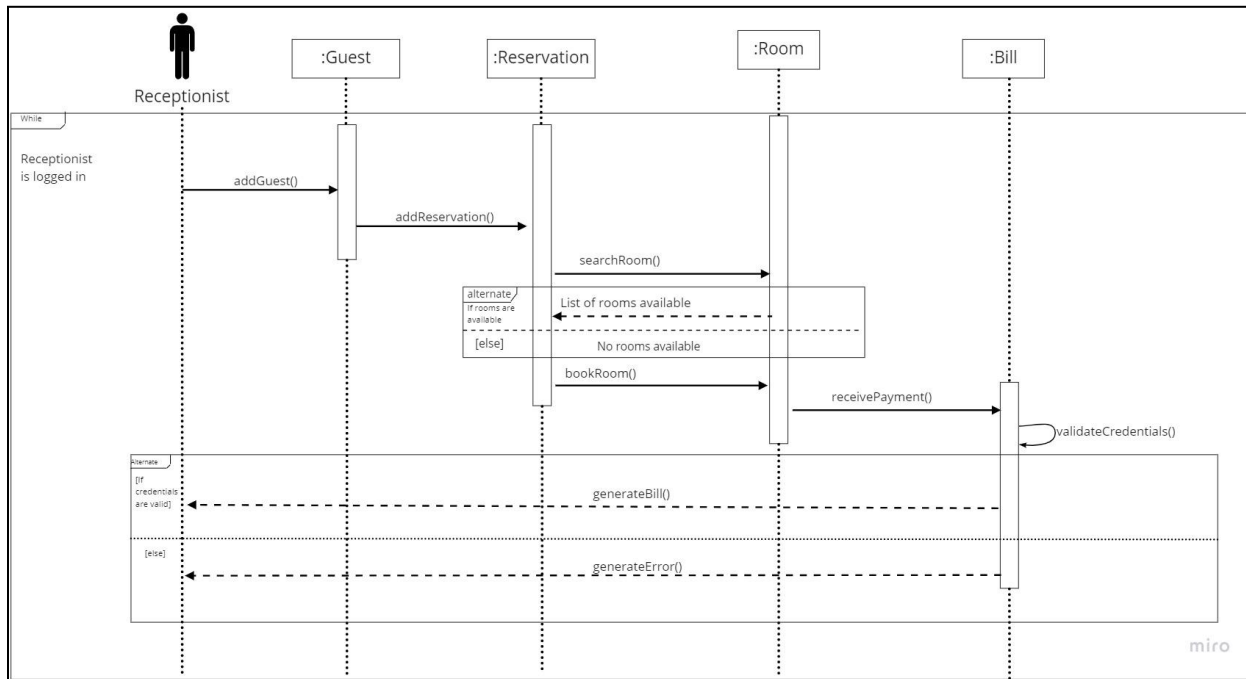 :Guest
:Reservation
:Room
:Bill
Receptionist
While
Receptionist
is logged in
addGuest()
addReservation()
searchRoom()
alternate
If rooms are
available
List of rooms available
[else]
No rooms available
bookRoom()
receivePayment()
validateCredentials()
Alternate
[If
credentials
are valid]
generateBill()
[else]
generateError()
miro